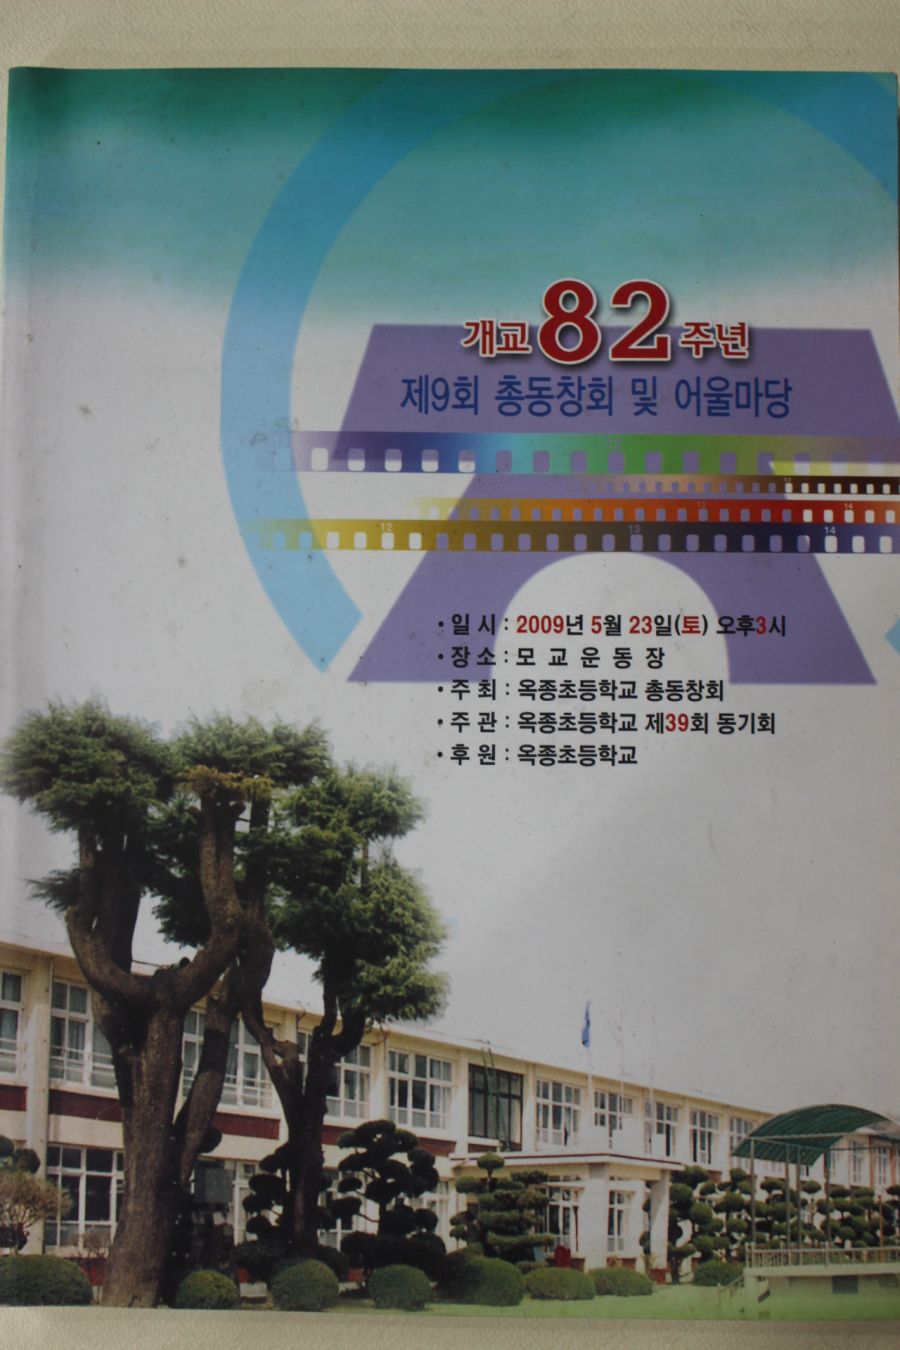 개교82주년
제9회 총동창회 및 어울마당
12 13 14
• 일 시 : 2009년 5월 23일(토) 오후3시
• 장 소 : 모 교 운 동 장
• 주 최 : 옥종초등학교 총동창회
• 주 관 : 옥종초등학교 제39회 동기회
• 후 원 : 옥종초등학교